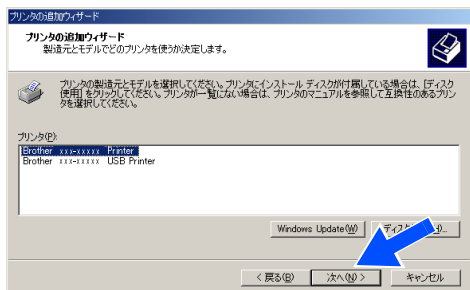 プリンタの追加ウィザード
プリンタの追加ウィザード
製造元とモデルでどのプリンタを使うか決定します。
プリンタの製造元とモデルを選択してください。プリンタにインストール ディスクが付属している場合は、[ディスク
使用] をクリックしてください。プリンタが一覧にない場合は、プリンタのマニュアルを参照して互換性のあるプリン
タを選択してください。
プリンタ(P):
Brother xxx-xxxxx Printer
Brother xxx-xxxxx USB Printer
Windows Update(W)
< 戻る(B)
次へ(N) >
キャンセル